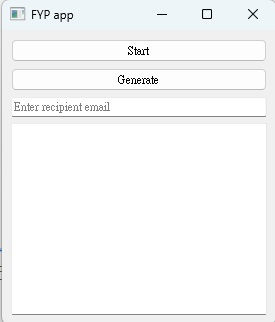 FYP app
Start
Generate
Enter recipient email